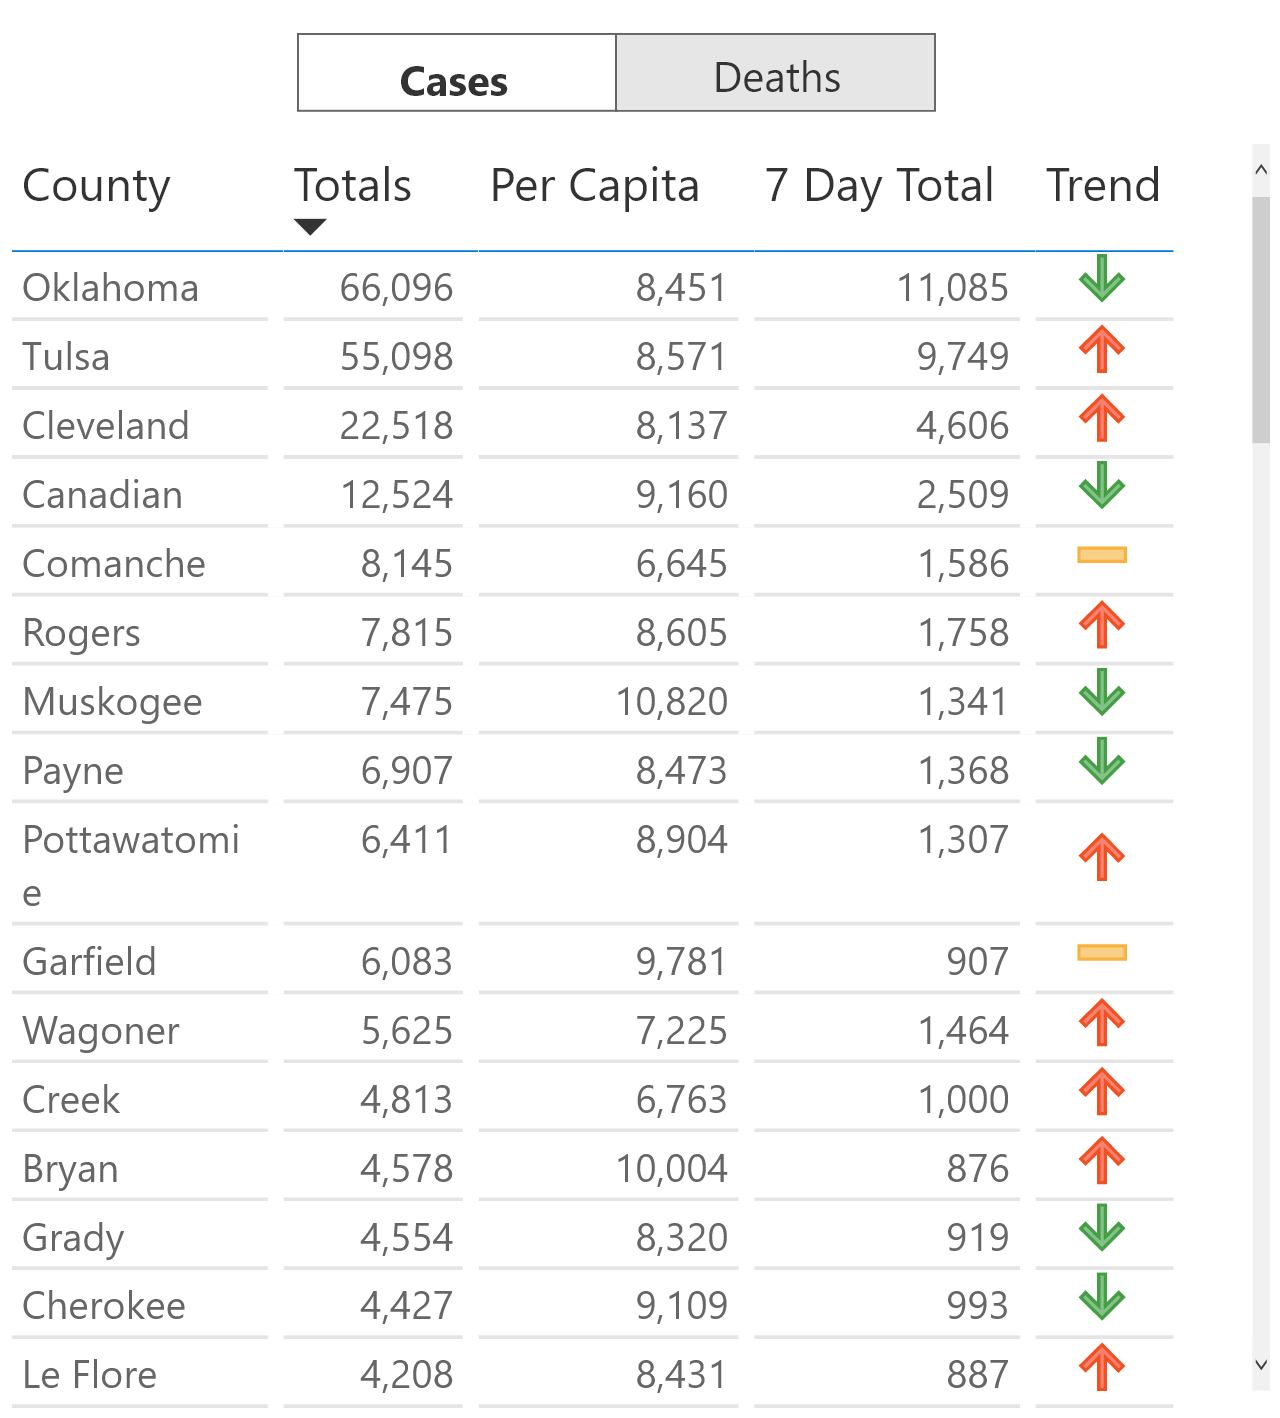 Cases Deaths
County Totals Per Capita 7 Day Total Trend
Oklahoma 66,096 8,451 11,085
Tulsa 55,098 8,571 9,749
Cleveland 22,518 8,137 4,606
Canadian 12,524 9,160 2,509
Comanche 8,145 6,645 1,586
Rogers 7,815 8,605 1,758
Muskogee 7,475 10,820 1,341
Payne 6,907 8,473 1,368
Pottawatomi 6,411 8,904 1,307
e
Garfield 6,083 9,781 907
Wagoner 5,625 7,225 1,464
Creek 4,813 6,763 1,000
Bryan 4,578 10,004 876
Grady 4,554 8,320 919
Cherokee 4,427 9,109 993
Le Flore 4,208 8,431 887